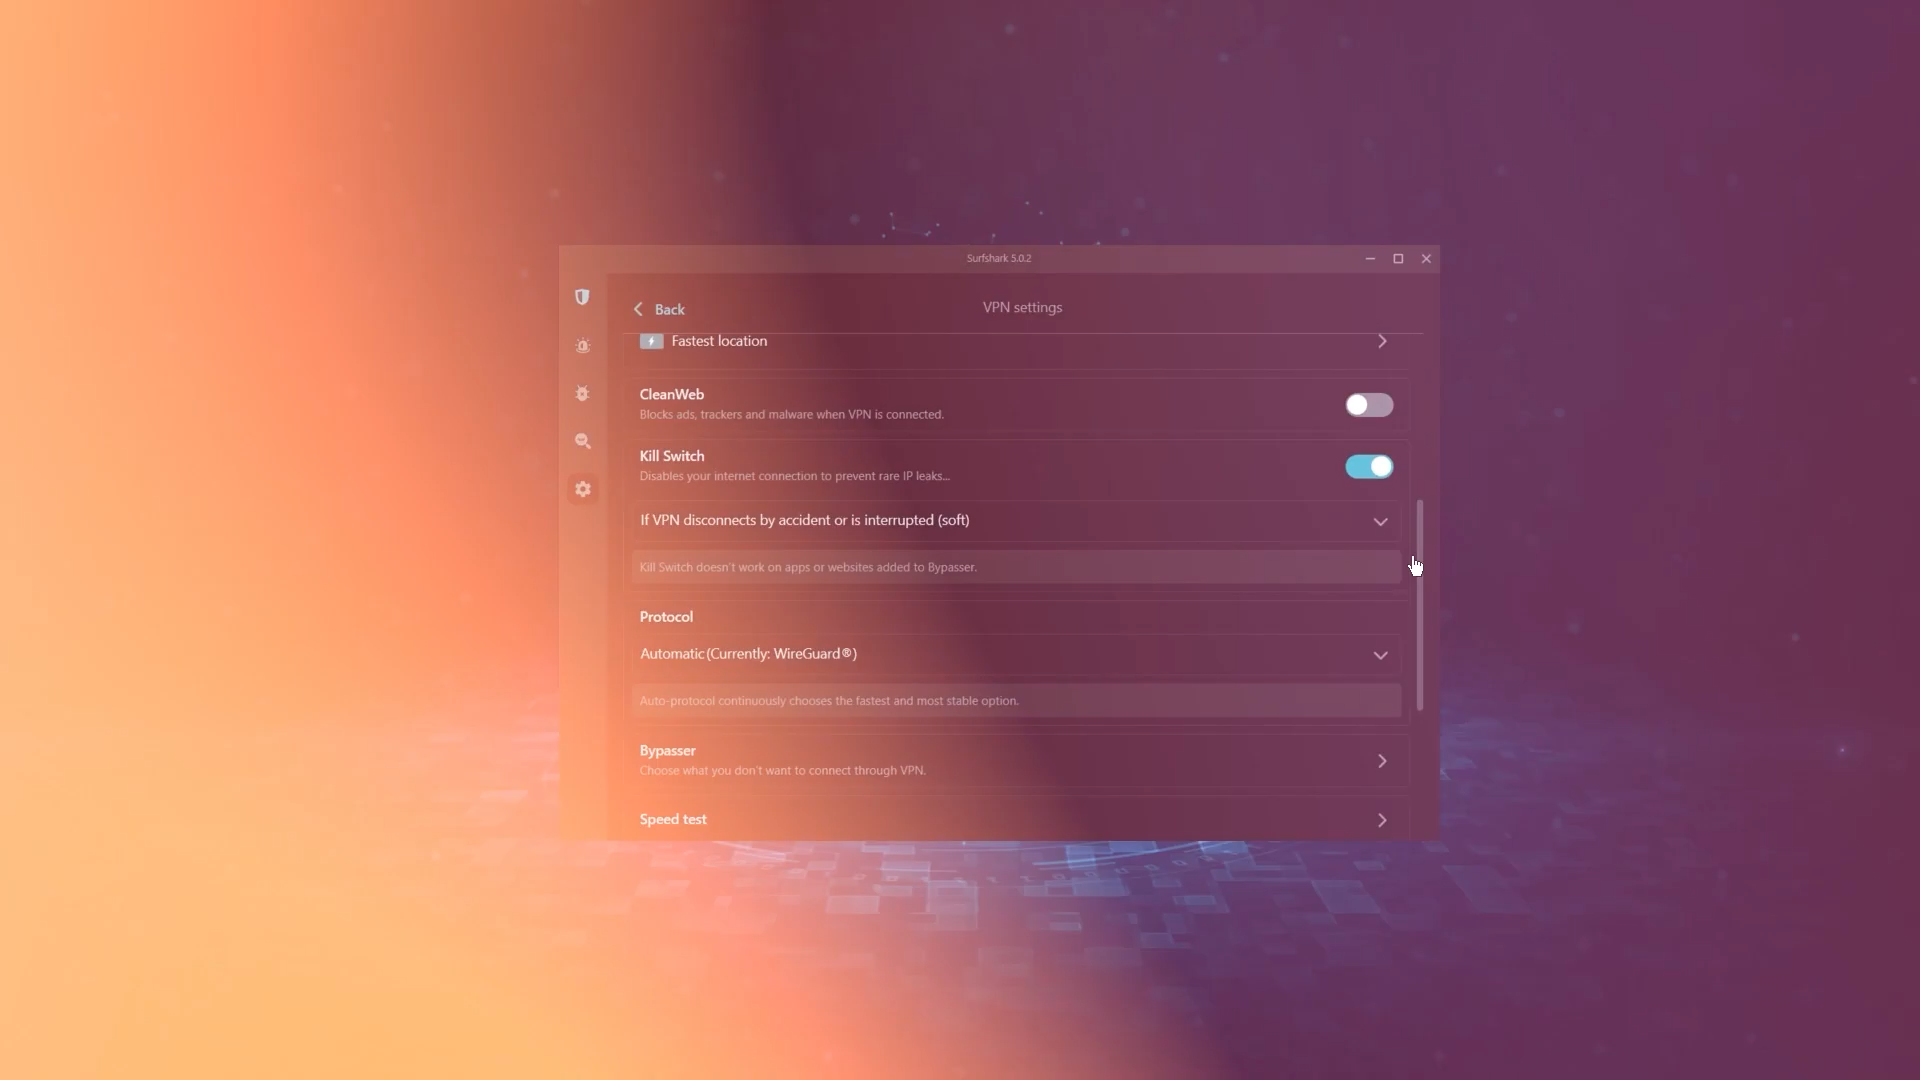 Surfshark 5.0.2
Back
VPN settings
Fastest location
CleanWeb
Blocks ads, trackers and malware when VPN is connected.
Kill Switch
Disables your internet connection to prevent rare IP leaks...
If VPN disconnects by accident or is interrupted (soft)
Kill Switch doesn't work on apps or websites added to Bypasser.
Protocol
Automatic (Currently: WireGuard®)
Auto-protocol continuously chooses the fastest and most stable option.
Bypasser
Choose what you don't want to connect through VPN.
Speed test